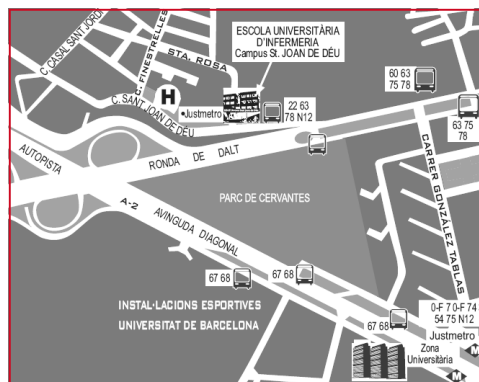 ESCOLA UNIVERSITÀRIA
D'INFERMERIA
Campus St. JOAN DE DÉU
C. CASAL SANT JORDI
C. FINESTRELLES
STA. ROSA
60 63
75 78
H
•Justmetro
22 63
78 N12
C. SANT JOAN DE DÉU
63 75
78
AUTOPISTA
RONDA DE DALT
CARRER GONZÁLEZ TABLAS
PARC DE CERVANTES
A-2
AVINGUDA DIAGONAL
67 68
67 68
INSTAL·LACIONS ESPORTIVES
UNIVERSITAT DE BARCELONA
67 68
0-F 7 0-F 74
54 75 N12
Justmetro
Zona
Universitària
M
M